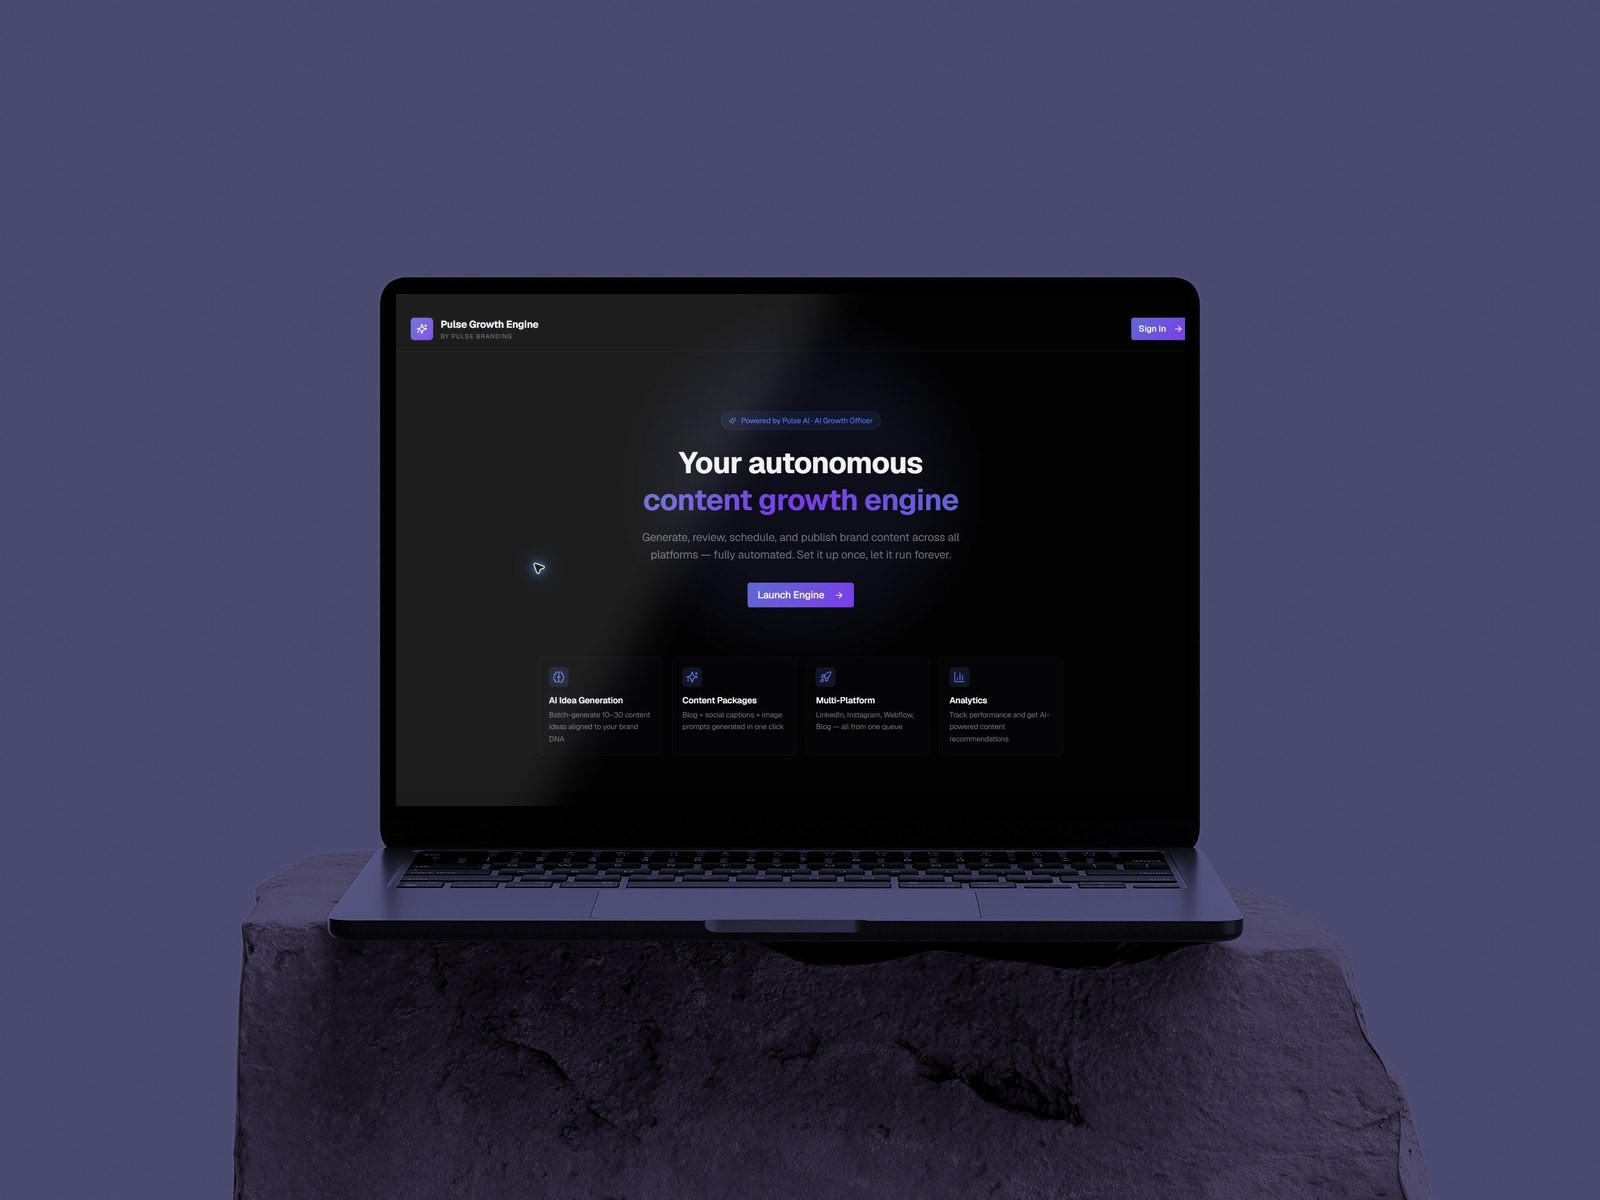 Pulse Growth Engine
BY PULSE BRANDING
Sign In
Powered by Pulse AI · AI Growth Officer
Your autonomous
content growth engine
Generate, review, schedule, and publish brand content across all
platforms — fully automated. Set it up once, let it run forever.
Launch Engine
AI Idea Generation
Batch-generate 10–30 content
ideas aligned to your brand
DNA
Content Packages
Blog + social captions + image
prompts generated in one click
Multi-Platform
LinkedIn, Instagram, Webflow,
Blog — all from one queue
Analytics
Track performance and get AI-
powered content
recommendations